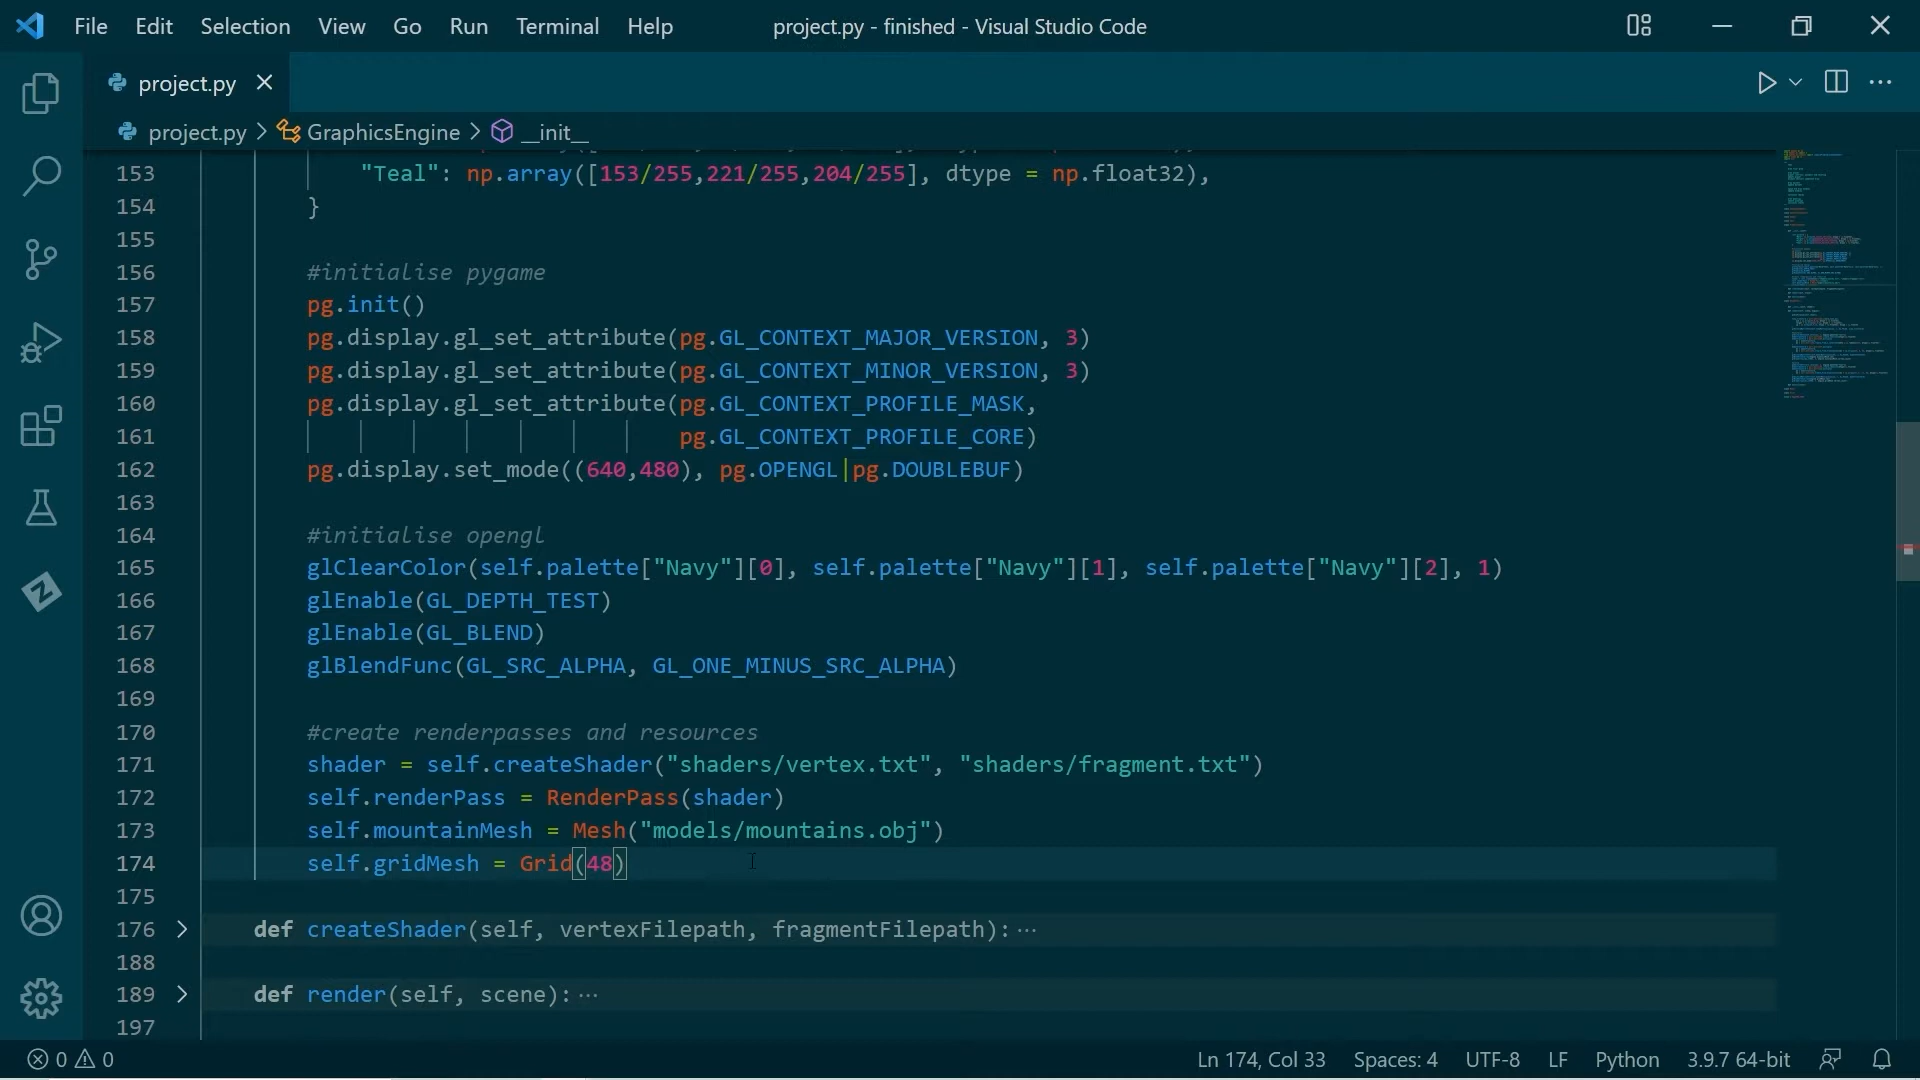 File Edit Selection View Go Run Terminal Help project.py - finished - Visual Studio Code
project.py
project.py > GraphicsEngine > __init__
153 "Teal": np.array([153/255,221/255,204/255], dtype = np.float32),
154 }
155
156 #initialise pygame
157 pg.init()
158 pg.display.gl_set_attribute(pg.GL_CONTEXT_MAJOR_VERSION, 3)
159 pg.display.gl_set_attribute(pg.GL_CONTEXT_MINOR_VERSION, 3)
160 pg.display.gl_set_attribute(pg.GL_CONTEXT_PROFILE_MASK,
161 pg.GL_CONTEXT_PROFILE_CORE)
162 pg.display.set_mode((640,480), pg.OPENGL|pg.DOUBLEBUF)
163
164 #initialise opengl
165 glClearColor(self.palette["Navy"][0], self.palette["Navy"][1], self.palette["Navy"][2], 1)
166 glEnable(GL_DEPTH_TEST)
167 glEnable(GL_BLEND)
168 glBlendFunc(GL_SRC_ALPHA, GL_ONE_MINUS_SRC_ALPHA)
169
170 #create renderpasses and resources
171 shader = self.createShader("shaders/vertex.txt", "shaders/fragment.txt")
172 self.renderPass = RenderPass(shader)
173 self.mountainMesh = Mesh("models/mountains.obj")
174 self.gridMesh = Grid(48)
175
176 def createShader(self, vertexFilepath, fragmentFilepath):···
188
189 def render(self, scene):···
197
0 0 Ln 174, Col 33 Spaces: 4 UTF-8 LF Python 3.9.7 64-bit